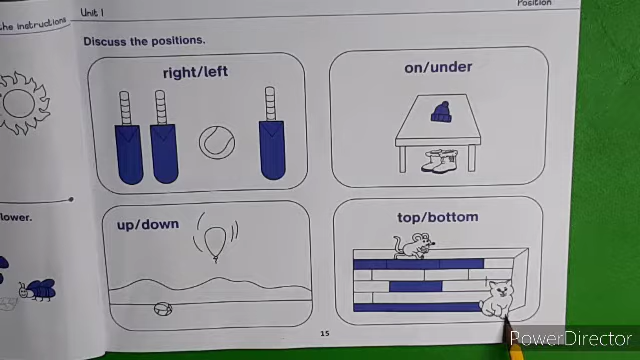 the instructions
Unit 1
Position
Discuss the positions.
right/left
on/under
lower.
up/down
top/bottom
15
PowerDirector
PowerDirector